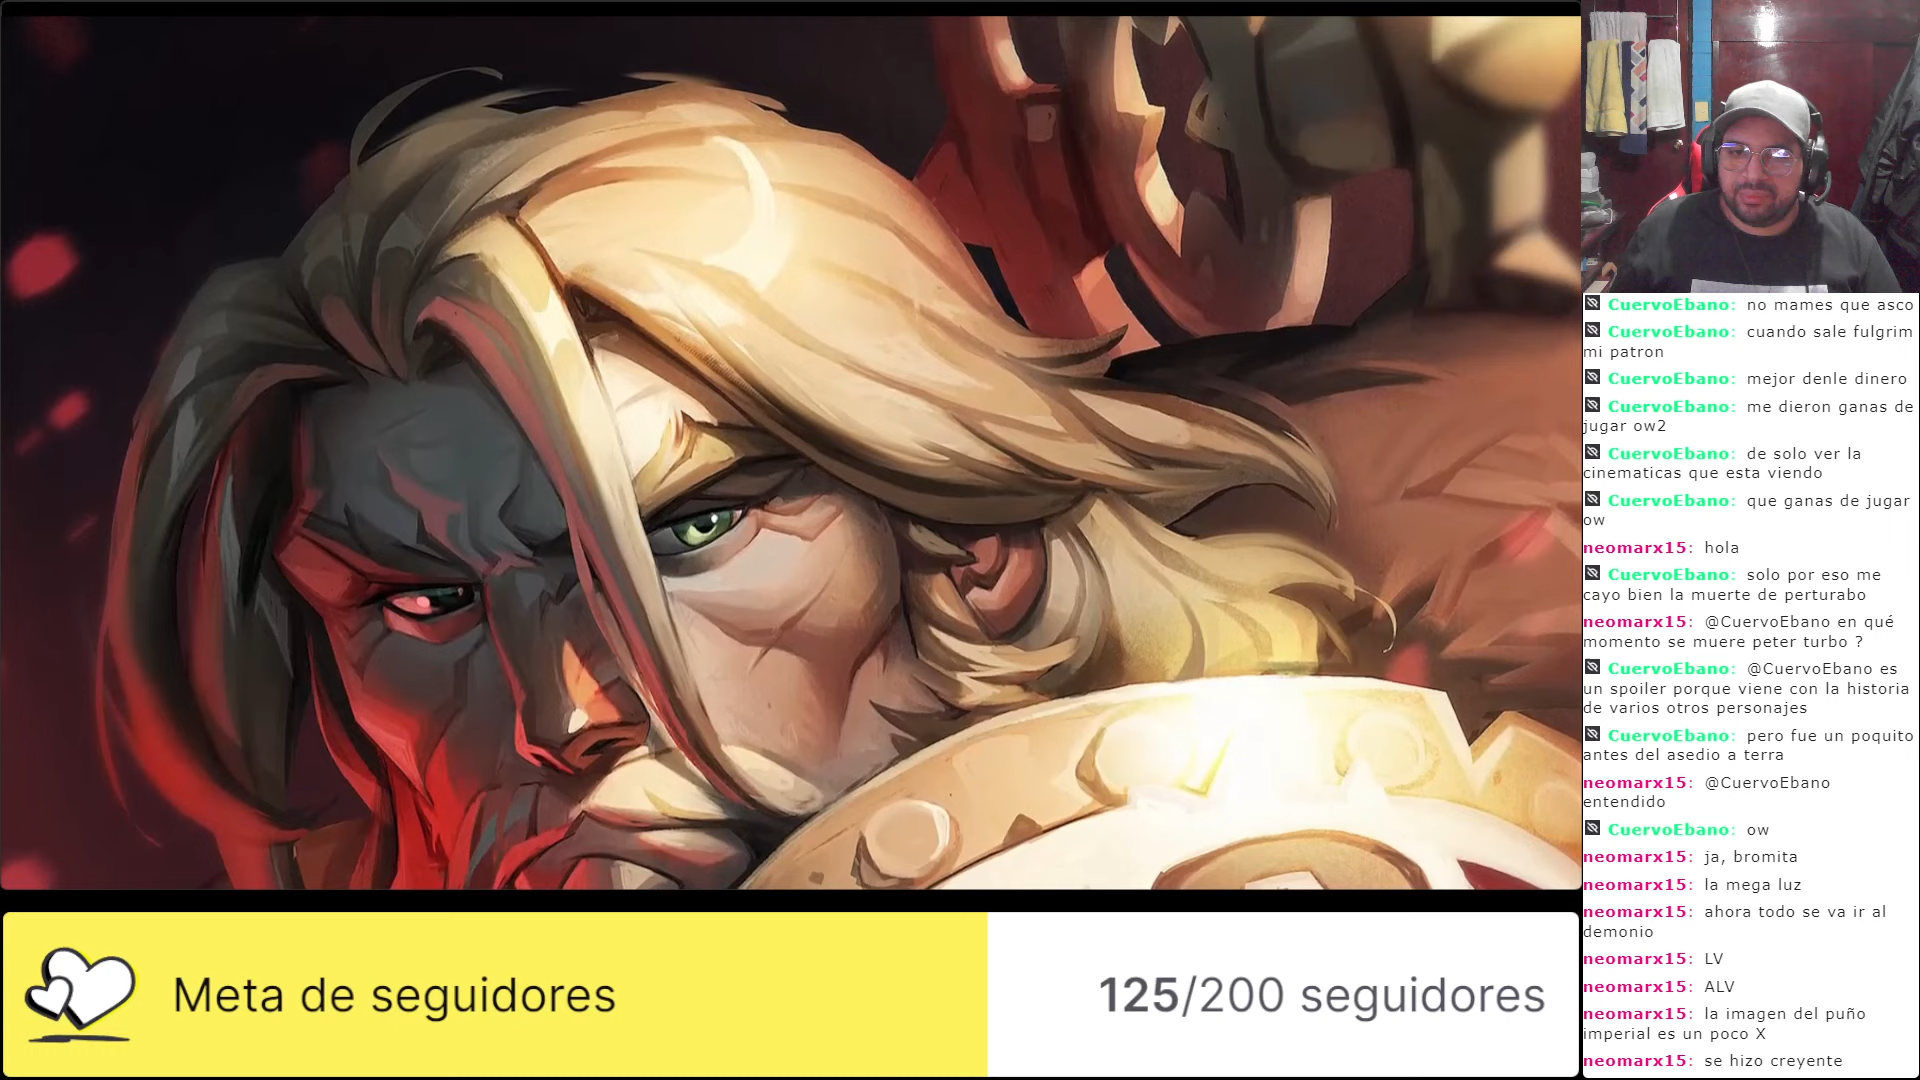 CuervoEbano: no mames que asco
CuervoEbano: cuando sale fulgrim
mi patron
CuervoEbano: mejor denle dinero
CuervoEbano: me dieron ganas de
jugar ow2
CuervoEbano: de solo ver la
cinematicas que esta viendo
CuervoEbano: que ganas de jugar
ow
neomarx15: hola
CuervoEbano: solo por eso me
cayo bien la muerte de perturabo
neomarx15: @CuervoEbano en qué
momento se muere peter turbo ?
CuervoEbano: @CuervoEbano es
un spoiler porque viene con la historia
de varios otros personajes
CuervoEbano: pero fue un poquito
antes del asedio a terra
neomarx15: @CuervoEbano
entendido
CuervoEbano: ow
neomarx15: ja, bromita
neomarx15: la mega luz
neomarx15: ahora todo se va ir al
demonio
neomarx15: LV
neomarx15: ALV
neomarx15: la imagen del puño
imperial es un poco X
neomarx15: se hizo creyente
Meta de seguidores
125/200 seguidores